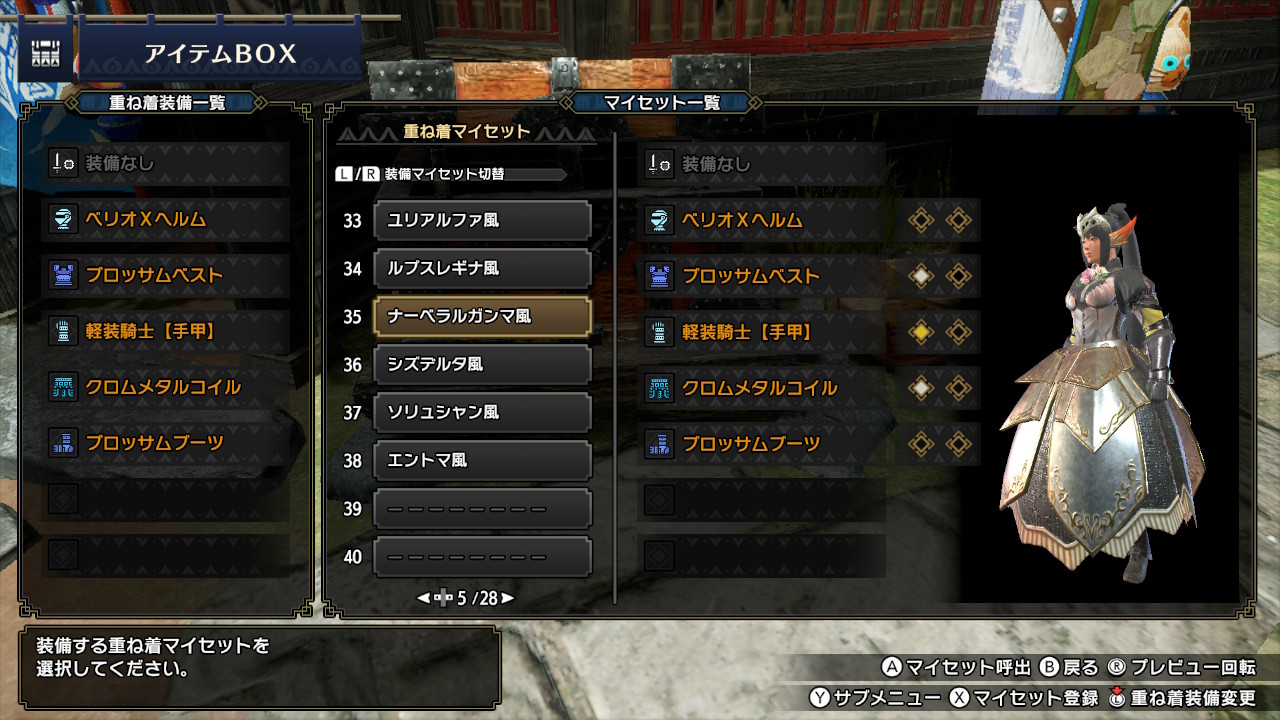 アイテムBOX
重ね着装備一覧
装備なし
ベリオXヘルム
ブロッサムベスト
軽装騎士【手甲】
クロムメタルコイル
ブロッサムブーツ
マイセット一覧
重ね着マイセット
L/R 装備マイセット切替
33 ユリアルファ風
34 ルプスレギナ風
35 ナーベラルガンマ風
36 シズデルタ風
37 ソリュシャン風
38 エントマ風
39 ーーーーーーーー
40 ーーーーーーーー
5/28
装備なし
ベリオXヘルム
ブロッサムベスト
軽装騎士【手甲】
クロムメタルコイル
ブロッサムブーツ
装備する重ね着マイセットを
選択してください。
Aマイセット呼出 B戻る Rプレビュー回転
Yサブメニュー Xマイセット登録 L重ね着装備変更